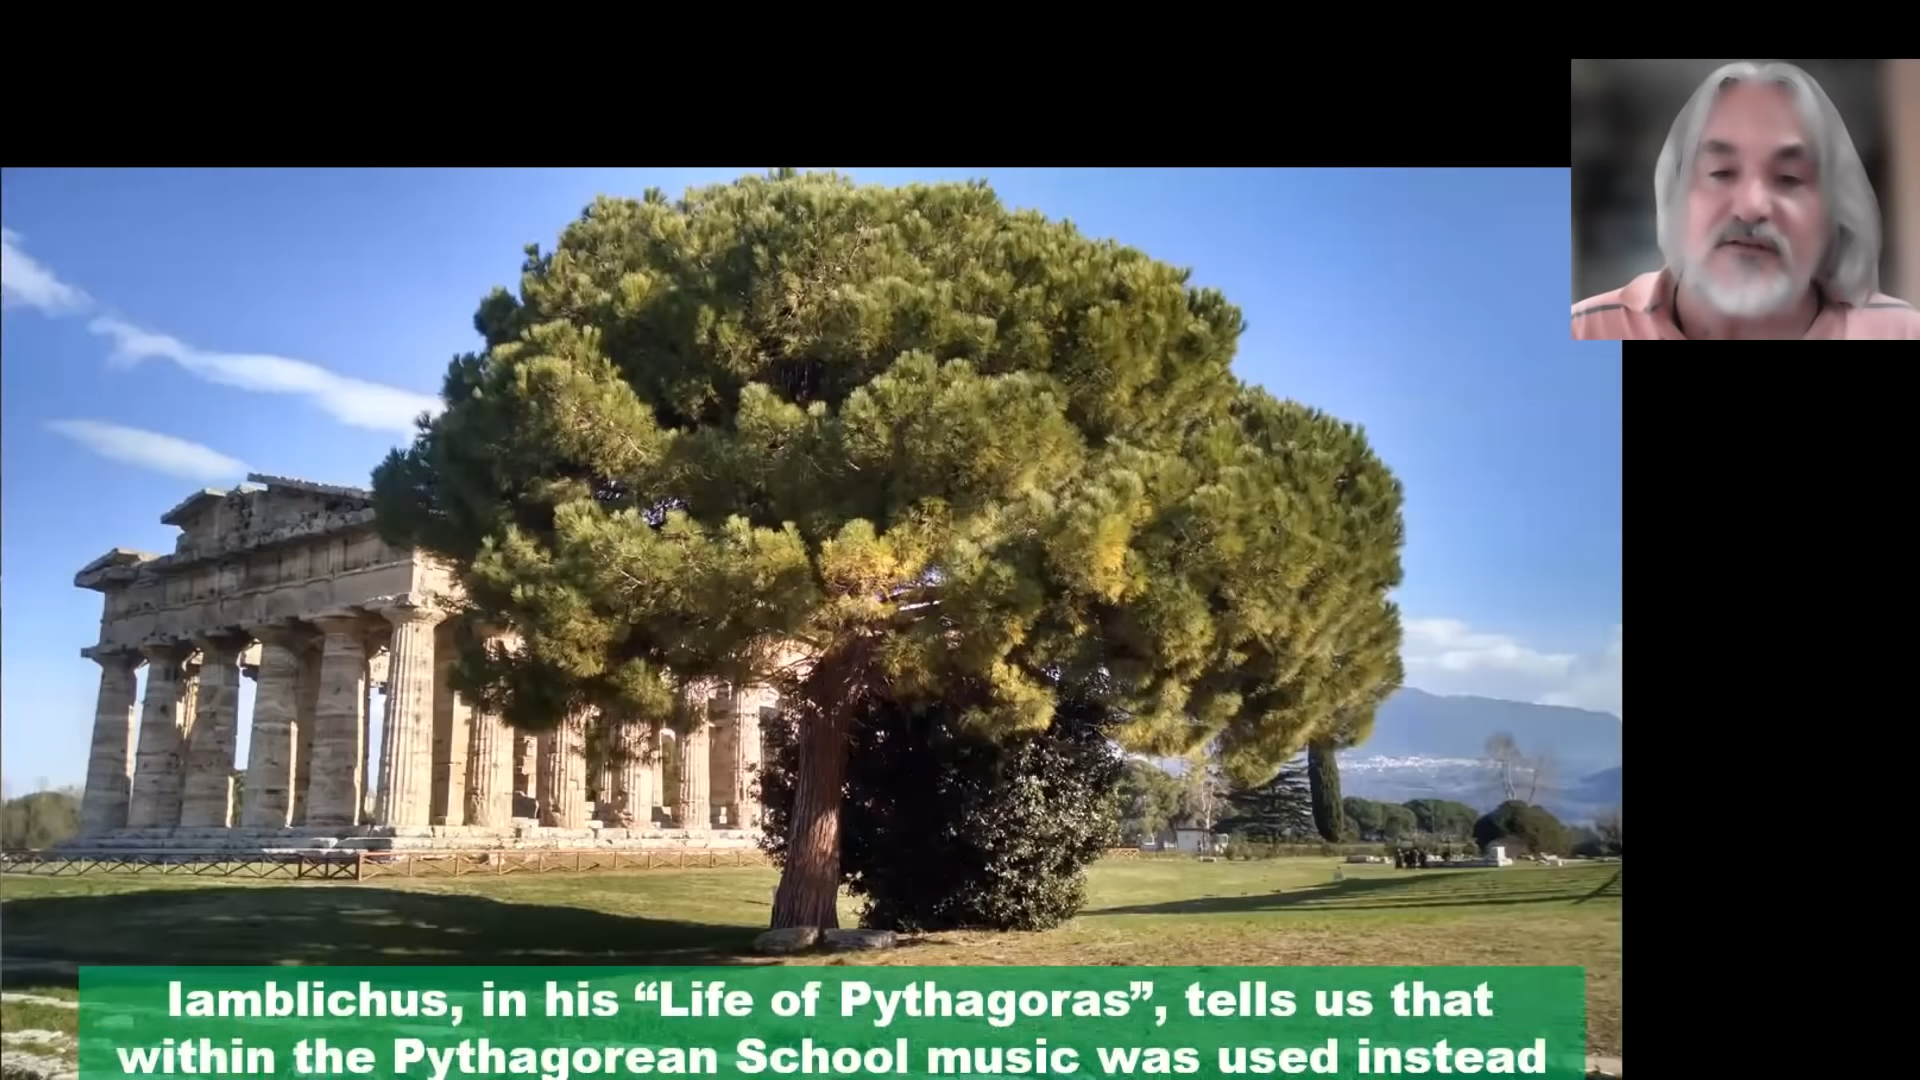 Iamblichus, in his “Life of Pythagoras”, tells us that
within the Pythagorean School music was used instead